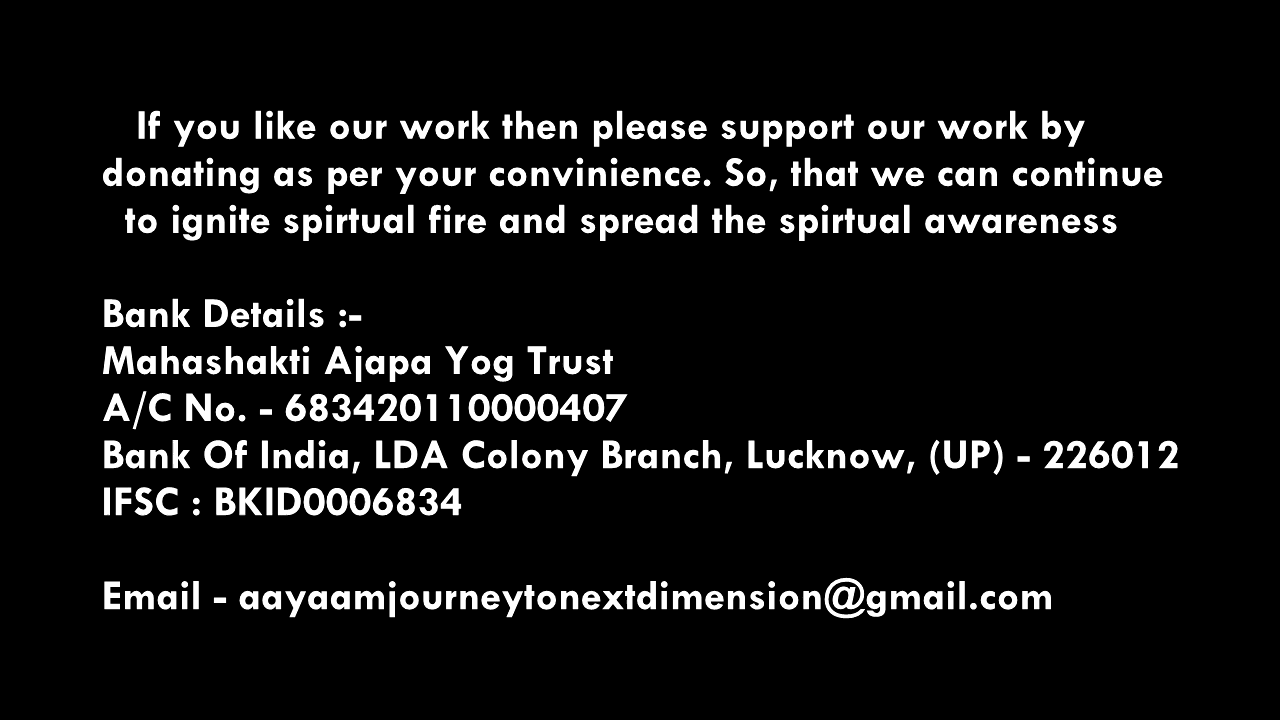 If you like our work then please support our work by
donating as per your convinience. So, that we can continue
to ignite spirtual fire and spread the spirtual awareness
Bank Details :-
Mahashakti Ajapa Yog Trust
A/C No. - 683420110000407
Bank Of India, LDA Colony Branch, Lucknow, (UP) - 226012
IFSC : BKID0006834
Email - aayaamjourneytonextdimension@gmail.com